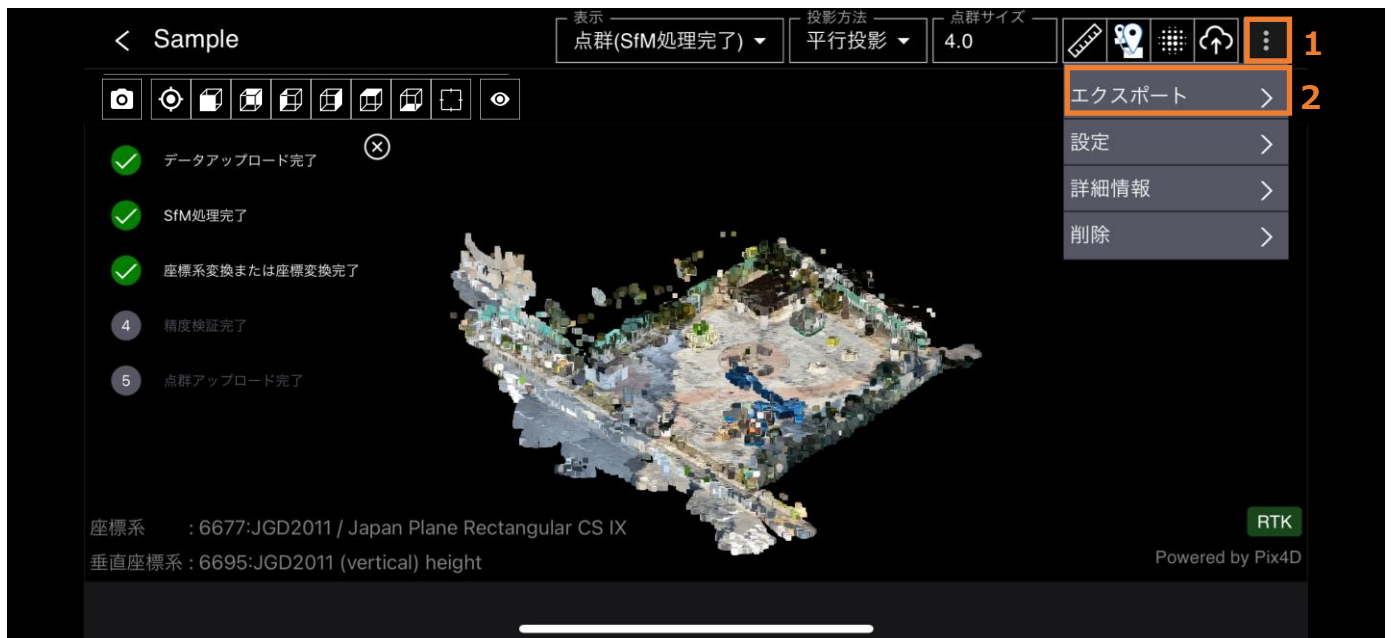 Sample
表示
点群(SfM処理完了)
投影方法
平行投影
点群サイズ
4.0
1
エクスポート
2
設定
詳細情報
削除
データアップロード完了
SfM処理完了
座標系変換または座標変換完了
4 精度検証完了
5 点群アップロード完了
座標系 : 6677:JGD2011 / Japan Plane Rectangular CS IX
垂直座標系 : 6695:JGD2011 (vertical) height
RTK
Powered by Pix4D